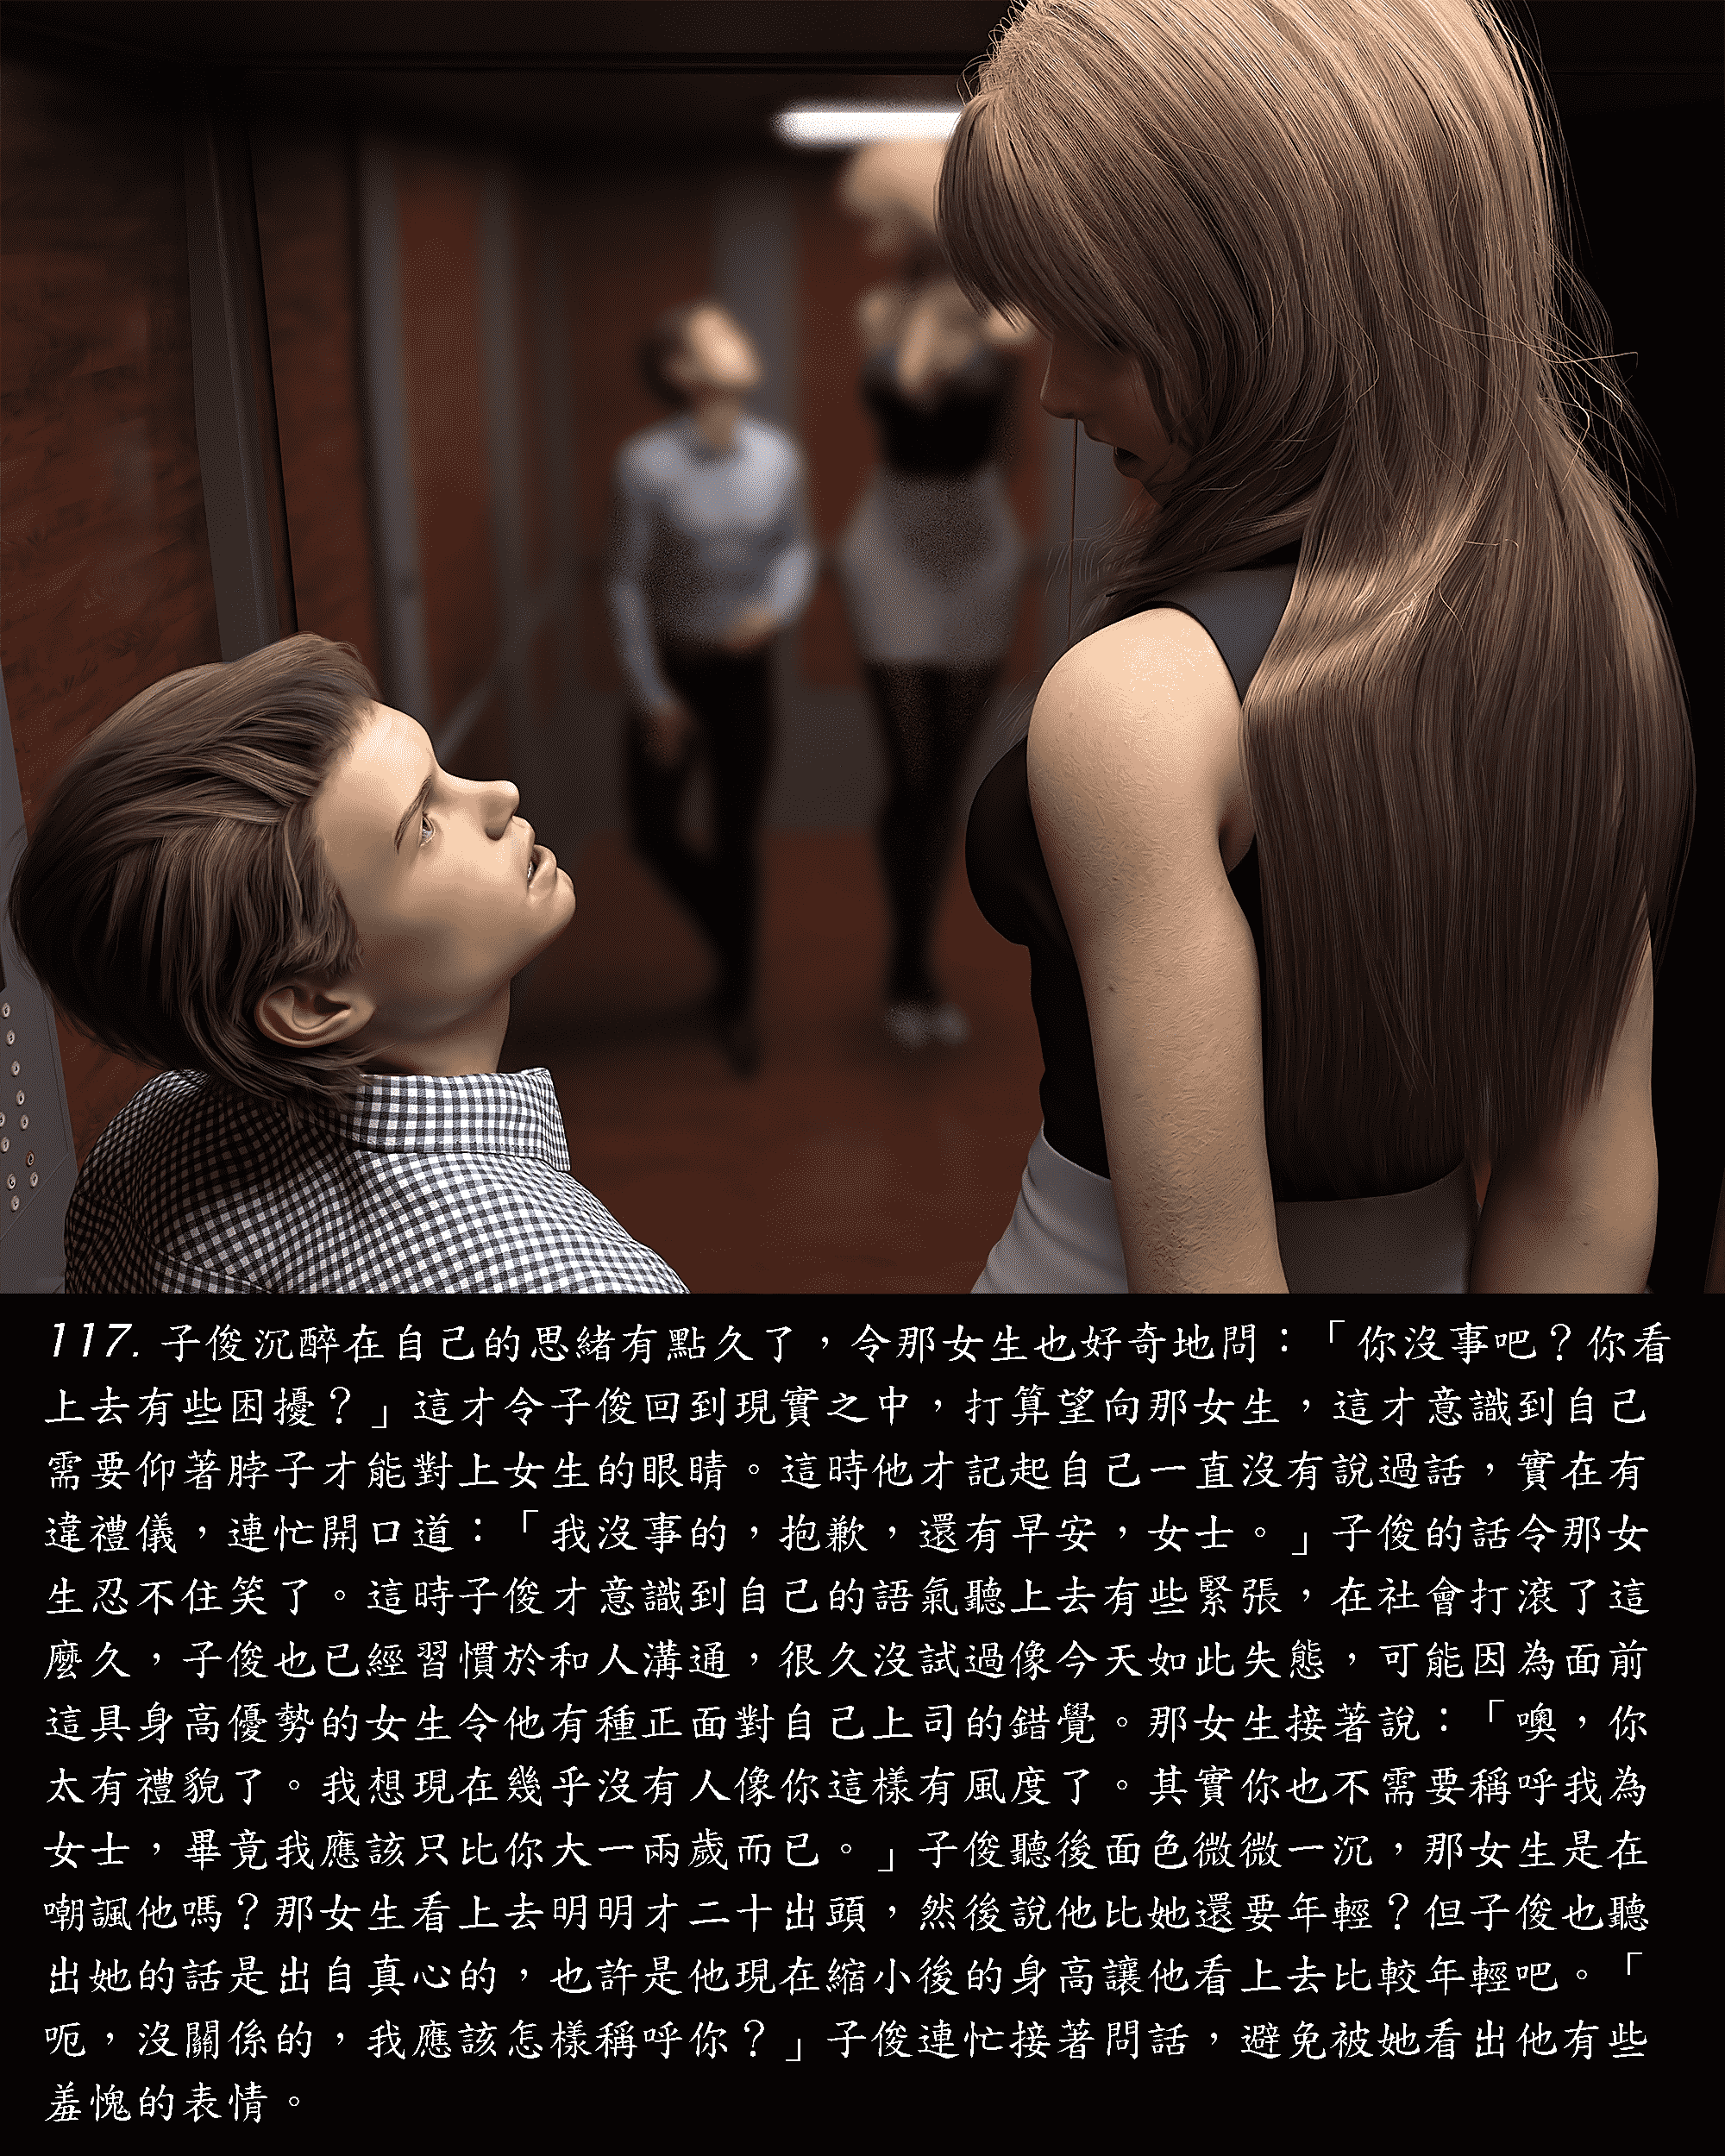 117. 子俊沉醉在自己的思緒有點久了，令那女生也好奇地問：「你沒事吧？你看
上去有些困擾？」這才令子俊回到現實之中，打算望向那女生，這才意識到自己
需要仰著脖子才能對上女生的眼睛。這時他才記起自己一直沒有說過話，實在有
違禮儀，連忙開口道：「我沒事的，抱歉，還有早安，女士。」子俊的話令那女
生忍不住笑了。這時子俊才意識到自己的語氣聽上去有些緊張，在社會打滾了這
麼久，子俊也已經習慣於和人溝通，很久沒試過像今天如此失態，可能因為面前
這具身高優勢的女生令他有種正面對自己上司的錯覺。那女生接著說：「噢，你
太有禮貌了。我想現在幾乎沒有人像你這樣有風度了。其實你也不需要稱呼我為
女士，畢竟我應該只比你大一兩歲而已。」子俊聽後面色微微一沉，那女生是在
嘲諷他嗎？那女生看上去明明才二十出頭，然後說他比她還要年輕？但子俊也聽
出她的話是出自真心的，也許是他現在縮小後的身高讓他看上去比較年輕吧。「
呃，沒關係的，我應該怎樣稱呼你？」子俊連忙接著問話，避免被她看出他有些
羞愧的表情。